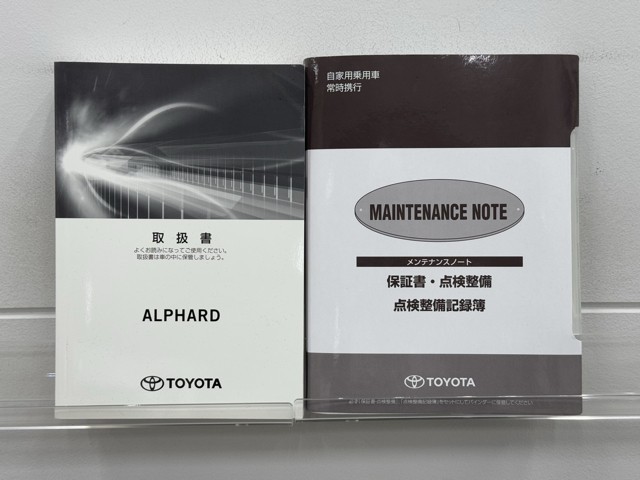 取扱書
よくお読みになってご使用ください。
取扱書は車の中に保管しましょう。
ALPHARD
TOYOTA
自家用乗用車
常時携行
MAINTENANCE NOTE
メンテナンスノート
保証書・点検整備
点検整備記録簿
TOYOTA